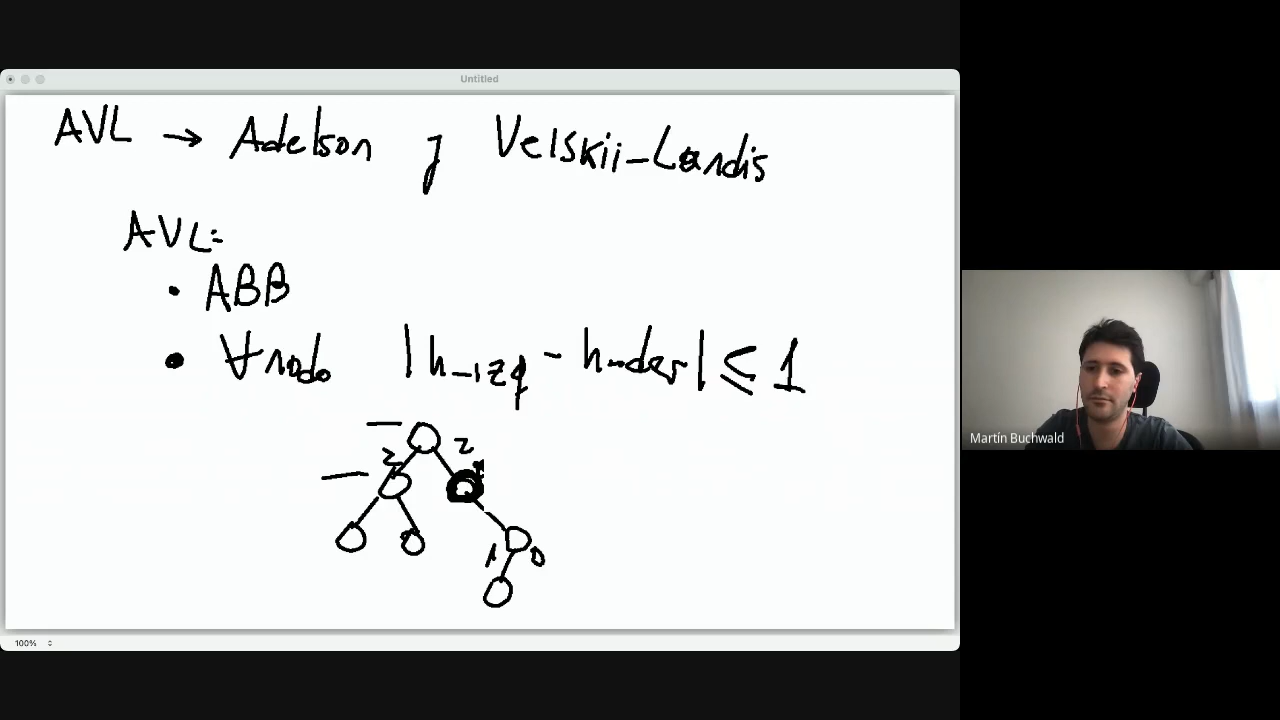 Untitled
AVL → Adelson y Velskii-Landis
AVL:
• ABB
• ∀nodo |h_izq - h_der| ≤ 1
2
2
1 0
100%
Martín Buchwald